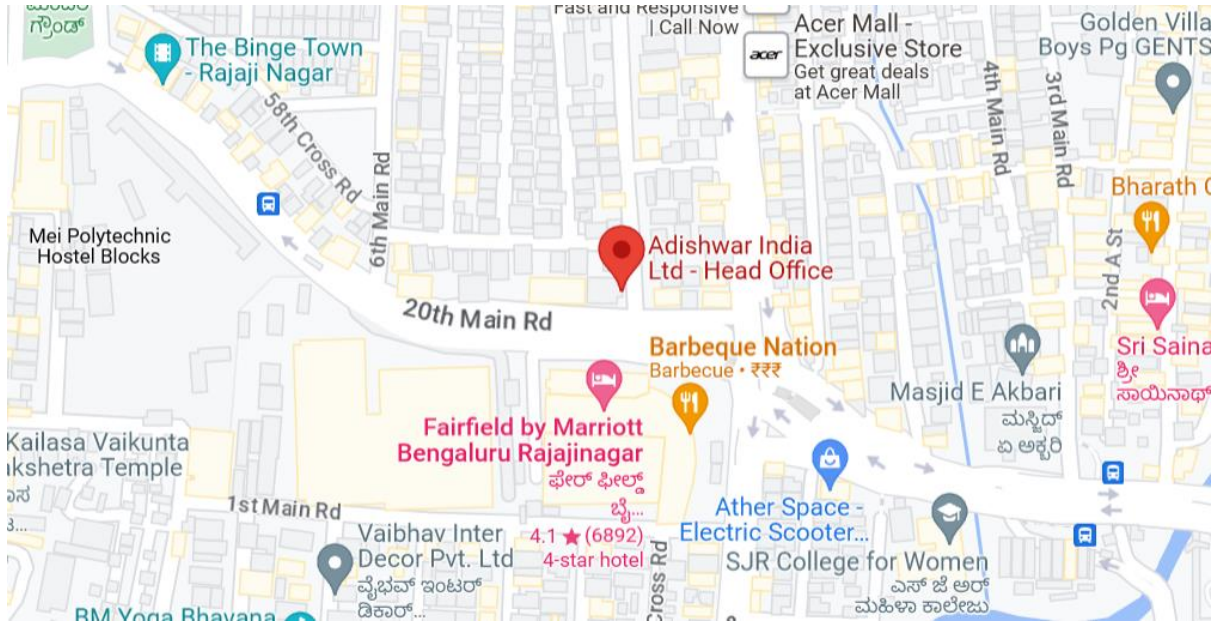 ಗ್ರೌಂಡ್
The Binge Town
- Rajaji Nagar
58th Cross Rd
6th Main Rd
Fast and Responsive
| Call Now
acer
Acer Mall -
Exclusive Store
Get great deals
at Acer Mall
4th Main Rd
3rd Main Rd
Golden Villa
Boys Pg GENTS
Bharath C
2nd A St
Mei Polytechnic
Hostel Blocks
Adishwar India
Ltd - Head Office
20th Main Rd
Barbeque Nation
Barbecue • ₹₹₹
Sri Saina
ಶ್ರೀ
ಸಾಯಿನಾಥ್
Masjid E Akbari
ಮಸ್ಜಿದ್
ಏ ಅಕ್ಬರಿ
Fairfield by Marriott
Bengaluru Rajajinagar
ಫೇರ್ ಫೀಲ್ಡ್
ಬೈ...
4.1 ★ (6892)
4-star hotel
Kailasa Vaikunta
akshetra Temple
1st Main Rd
Vaibhav Inter
Decor Pvt. Ltd
ವೈಭವ್ ಇಂಟರ್
ಡಿಕಾರ್...
Cross Rd
Ather Space -
Electric Scooter...
SJR College for Women
ಎಸ್ ಜೆ ಅರ್
ಮಹಿಳಾ ಕಾಲೇಜು
BM Yoga Bhavana